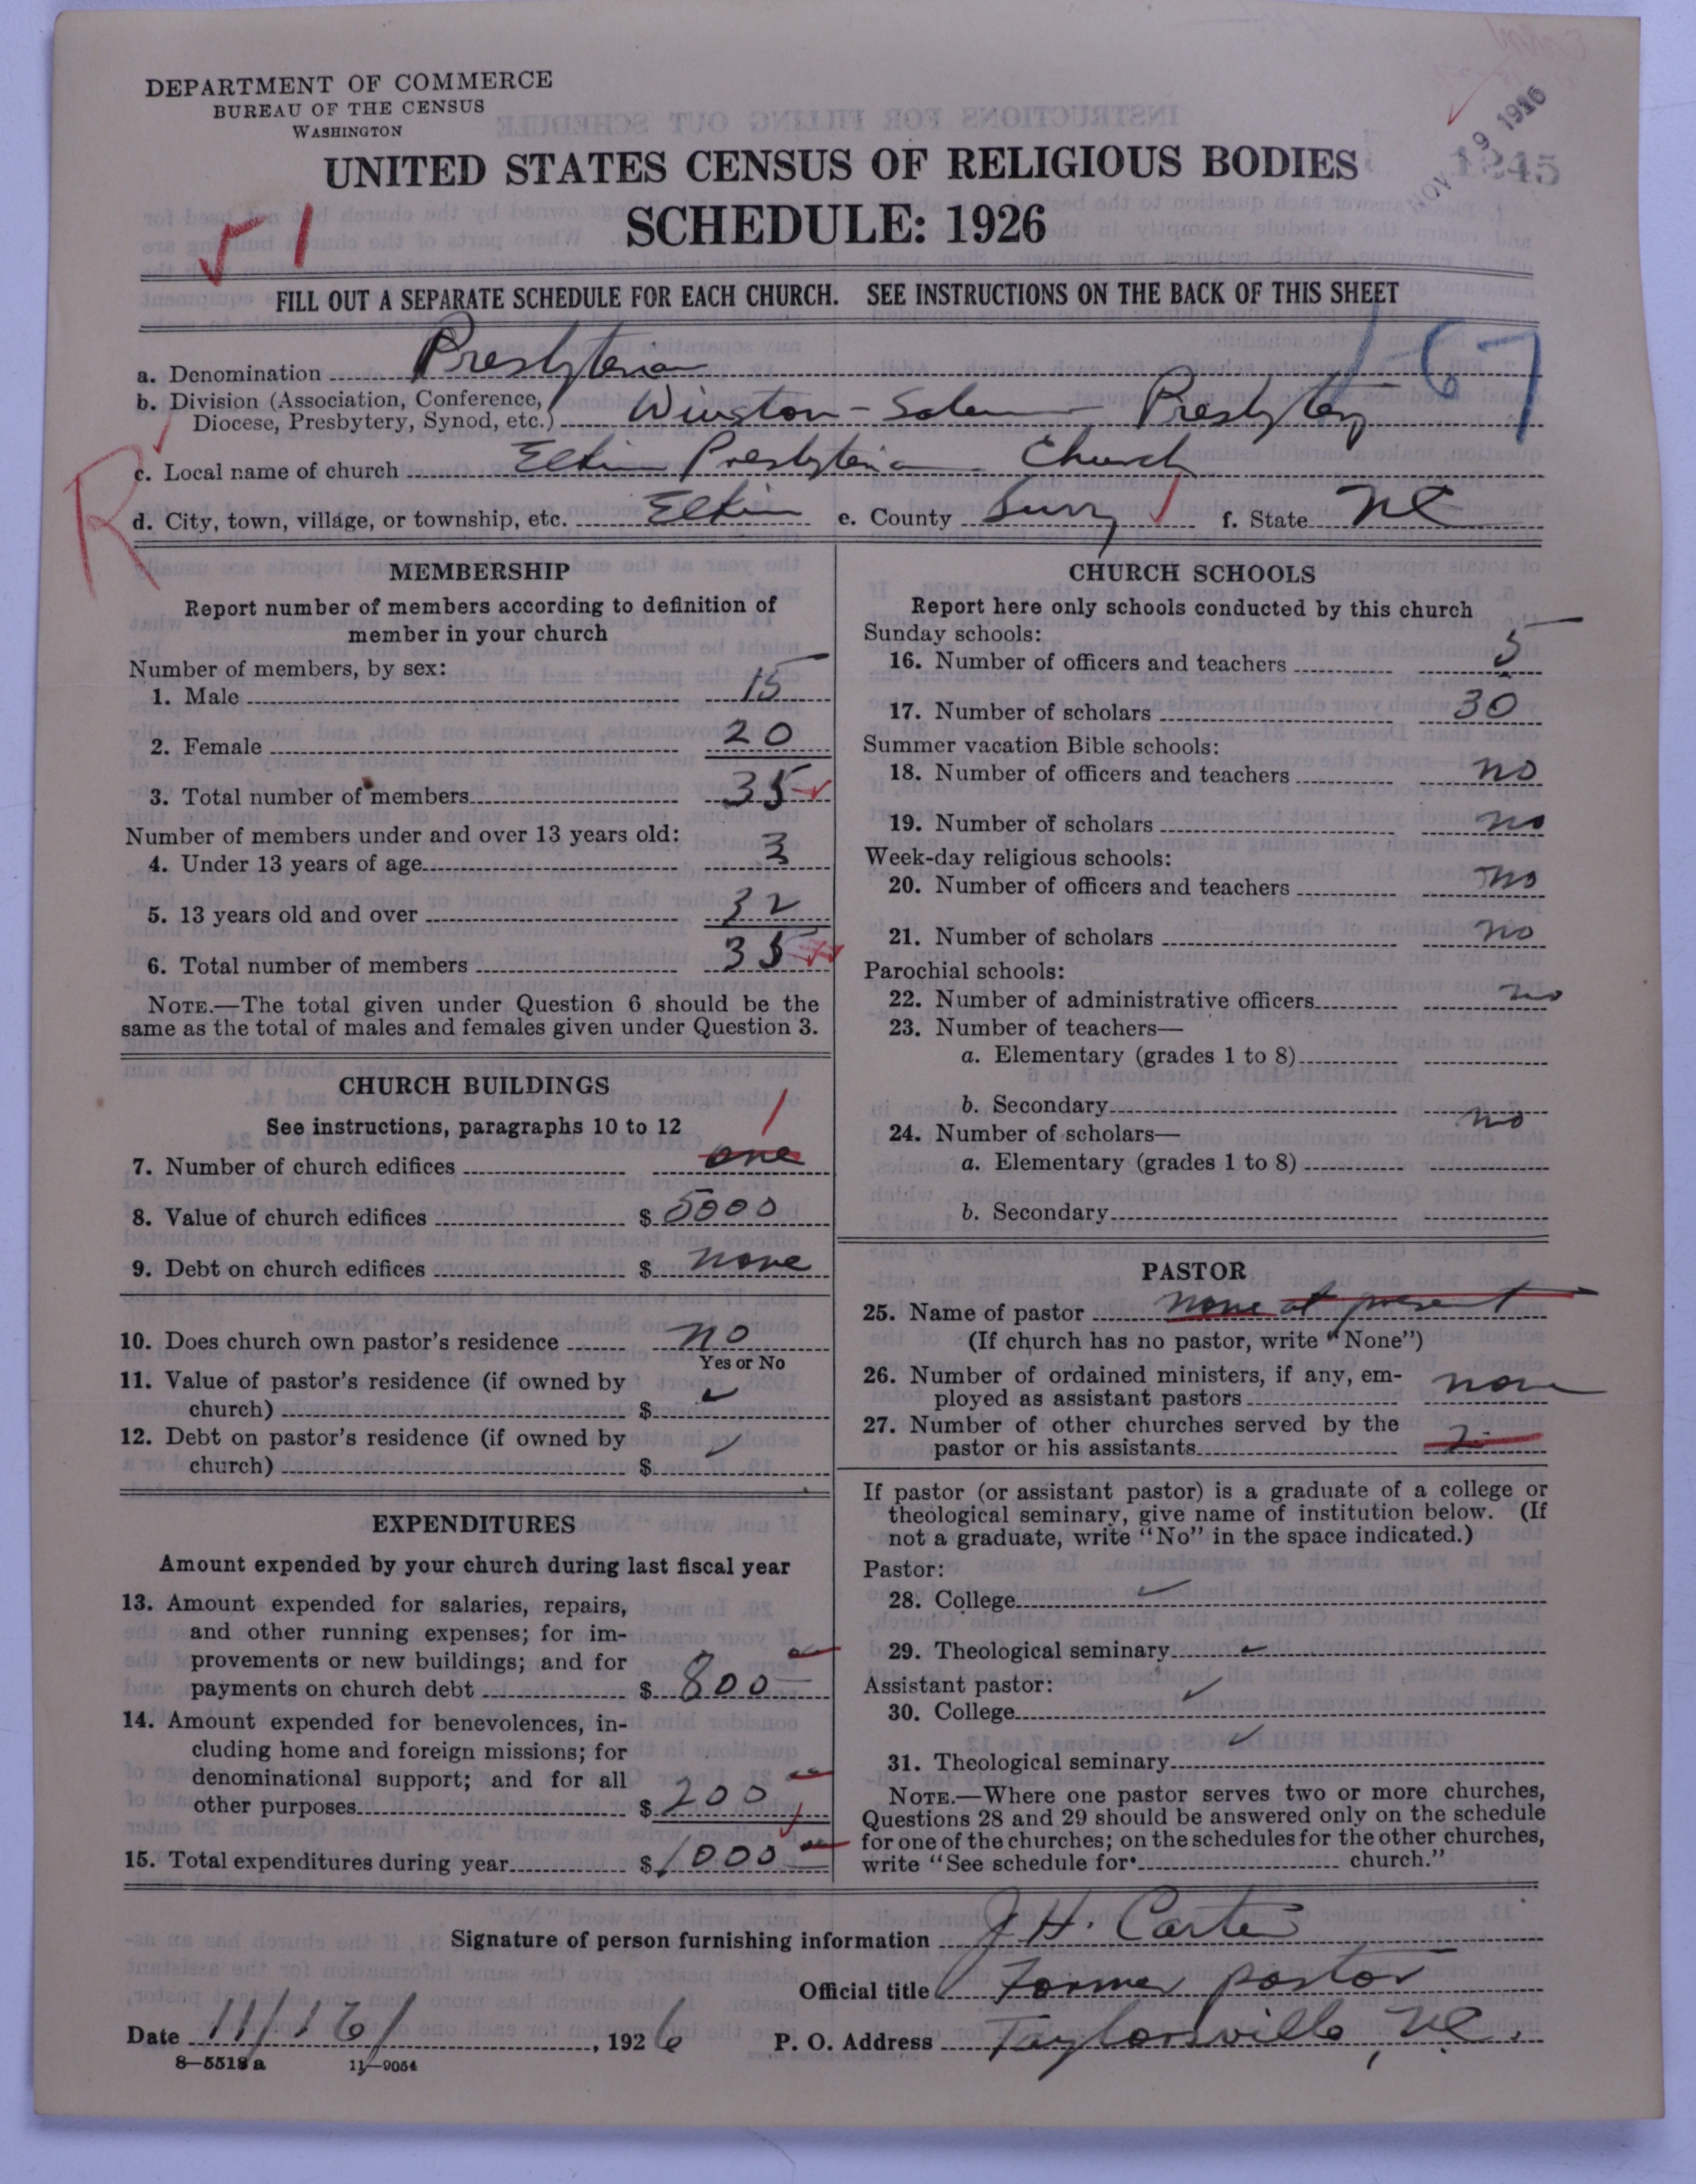 DEPARTMENT OF COMMERCE
BUREAU OF THE CENSUS
WASHINGTON
NOV 19 1926
1245
UNITED STATES CENSUS OF RELIGIOUS BODIES
SCHEDULE: 1926
1
FILL OUT A SEPARATE SCHEDULE FOR EACH CHURCH. SEE INSTRUCTIONS ON THE BACK OF THIS SHEET
1-67
a. Denomination Presbyterian
b. Division (Association, Conference, Diocese, Presbytery, Synod, etc.) Winston-Salem Presbytery
R
c. Local name of church Elkin Presbyterian Church
d. City, town, village, or township, etc. Elkin e. County Surry f. State NC
MEMBERSHIP
Report number of members according to definition of
member in your church
Number of members, by sex:
1. Male 15
2. Female 20
3. Total number of members 35
Number of members under and over 13 years old:
4. Under 13 years of age 3
5. 13 years old and over 32
6. Total number of members 35
NOTE.—The total given under Question 6 should be the
same as the total of males and females given under Question 3.
CHURCH BUILDINGS
See instructions, paragraphs 10 to 12
1
7. Number of church edifices one
8. Value of church edifices $ 5000
9. Debt on church edifices $ none
10. Does church own pastor's residence no
Yes or No
11. Value of pastor's residence (if owned by
church) $
12. Debt on pastor's residence (if owned by
church) $
EXPENDITURES
Amount expended by your church during last fiscal year
13. Amount expended for salaries, repairs,
and other running expenses; for im-
provements or new buildings; and for
payments on church debt $ 800
14. Amount expended for benevolences, in-
cluding home and foreign missions; for
denominational support; and for all
other purposes $ 200
15. Total expenditures during year $ 1000
CHURCH SCHOOLS
Report here only schools conducted by this church
Sunday schools:
16. Number of officers and teachers 5
17. Number of scholars 30
Summer vacation Bible schools:
18. Number of officers and teachers no
19. Number of scholars no
Week-day religious schools:
20. Number of officers and teachers no
21. Number of scholars no
Parochial schools:
22. Number of administrative officers no
23. Number of teachers—
a. Elementary (grades 1 to 8)
b. Secondary no
24. Number of scholars—
a. Elementary (grades 1 to 8)
b. Secondary
PASTOR
25. Name of pastor none at present
(If church has no pastor, write "None")
26. Number of ordained ministers, if any, em-
ployed as assistant pastors none
27. Number of other churches served by the
pastor or his assistants 2
If pastor (or assistant pastor) is a graduate of a college or
theological seminary, give name of institution below. (If
not a graduate, write "No" in the space indicated.)
Pastor:
28. College
29. Theological seminary
Assistant pastor:
30. College
31. Theological seminary
NOTE.—Where one pastor serves two or more churches,
Questions 28 and 29 should be answered only on the schedule
for one of the churches; on the schedules for the other churches,
write "See schedule for church."
Signature of person furnishing information J. H. Carter
Official title Former pastor
Date 11/16/, 1926 P. O. Address Taylorsville, NC.
8—5518a 11—9054